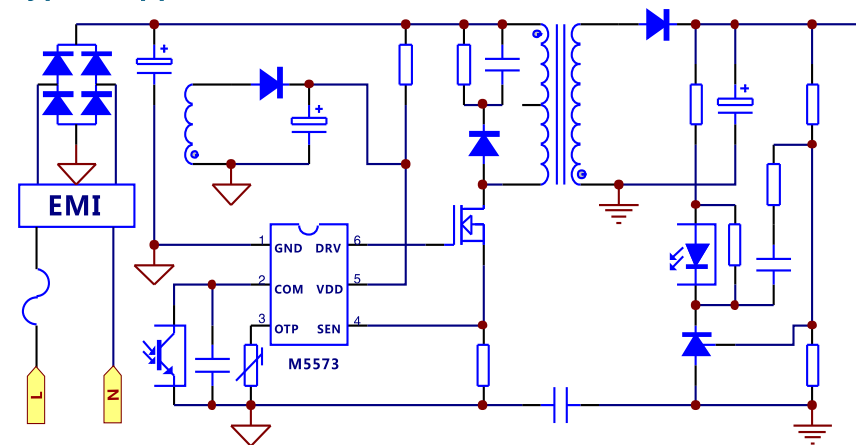 +
+
+
EMI
1 GND DRV 6
2 COM VDD 5
3 OTP SEN 4
M5573
L
N